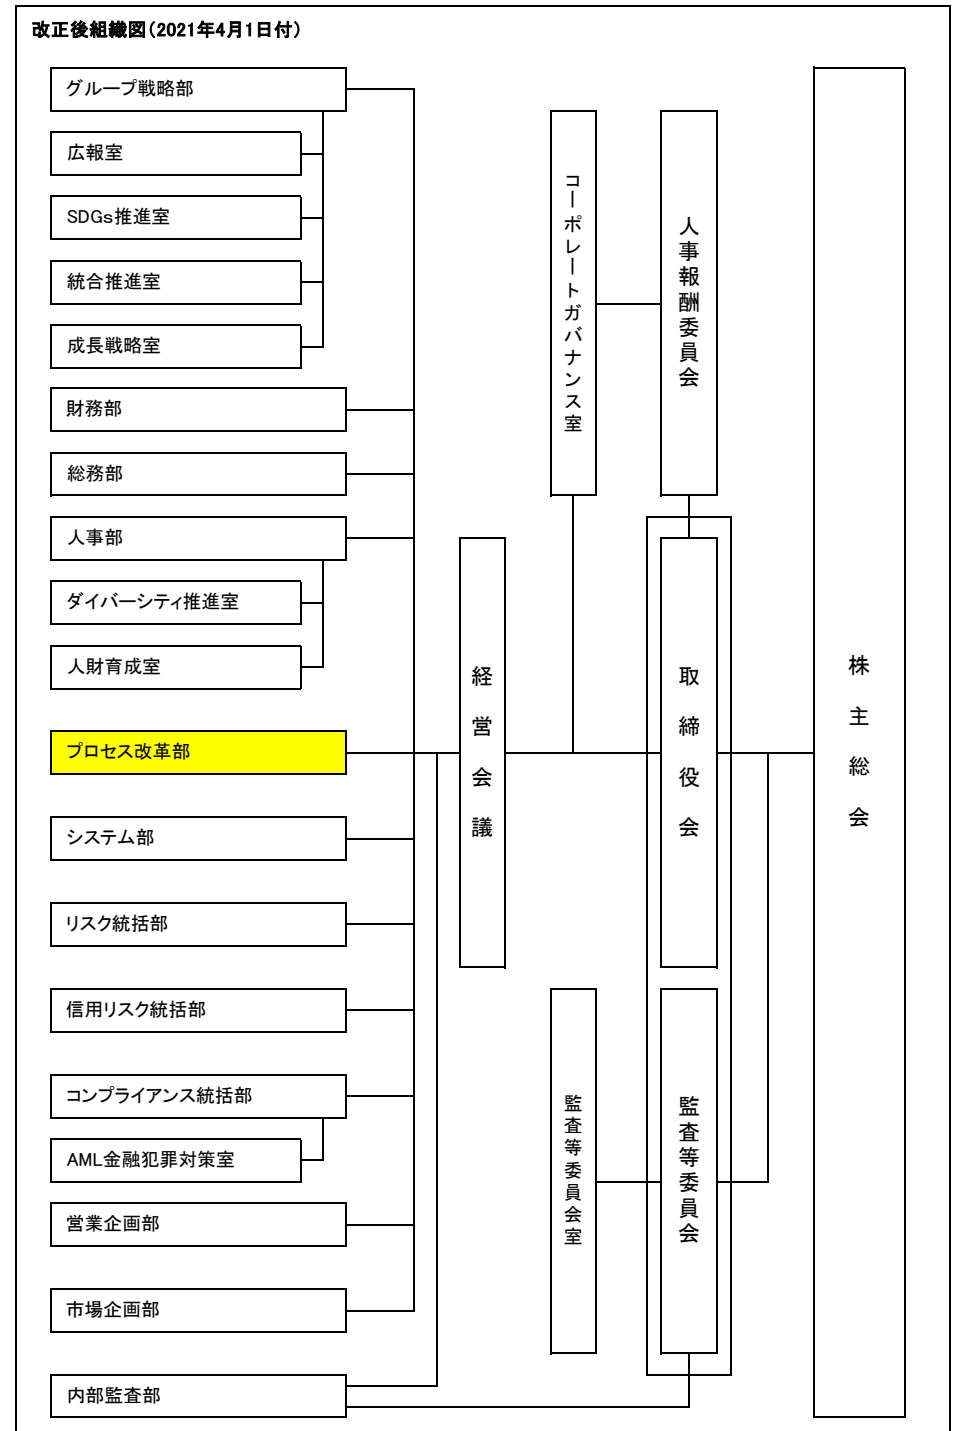 改正後組織図（2021年4月1日付）
グループ戦略部
広報室
SDGs推進室
統合推進室
成長戦略室
財務部
総務部
人事部
ダイバーシティ推進室
人財育成室
プロセス改革部
システム部
リスク統括部
信用リスク統括部
コンプライアンス統括部
AML金融犯罪対策室
営業企画部
市場企画部
内部監査部
経営会議
コーポレートガバナンス室
監査等委員会室
人事報酬委員会
取締役会
監査等委員会
株主総会